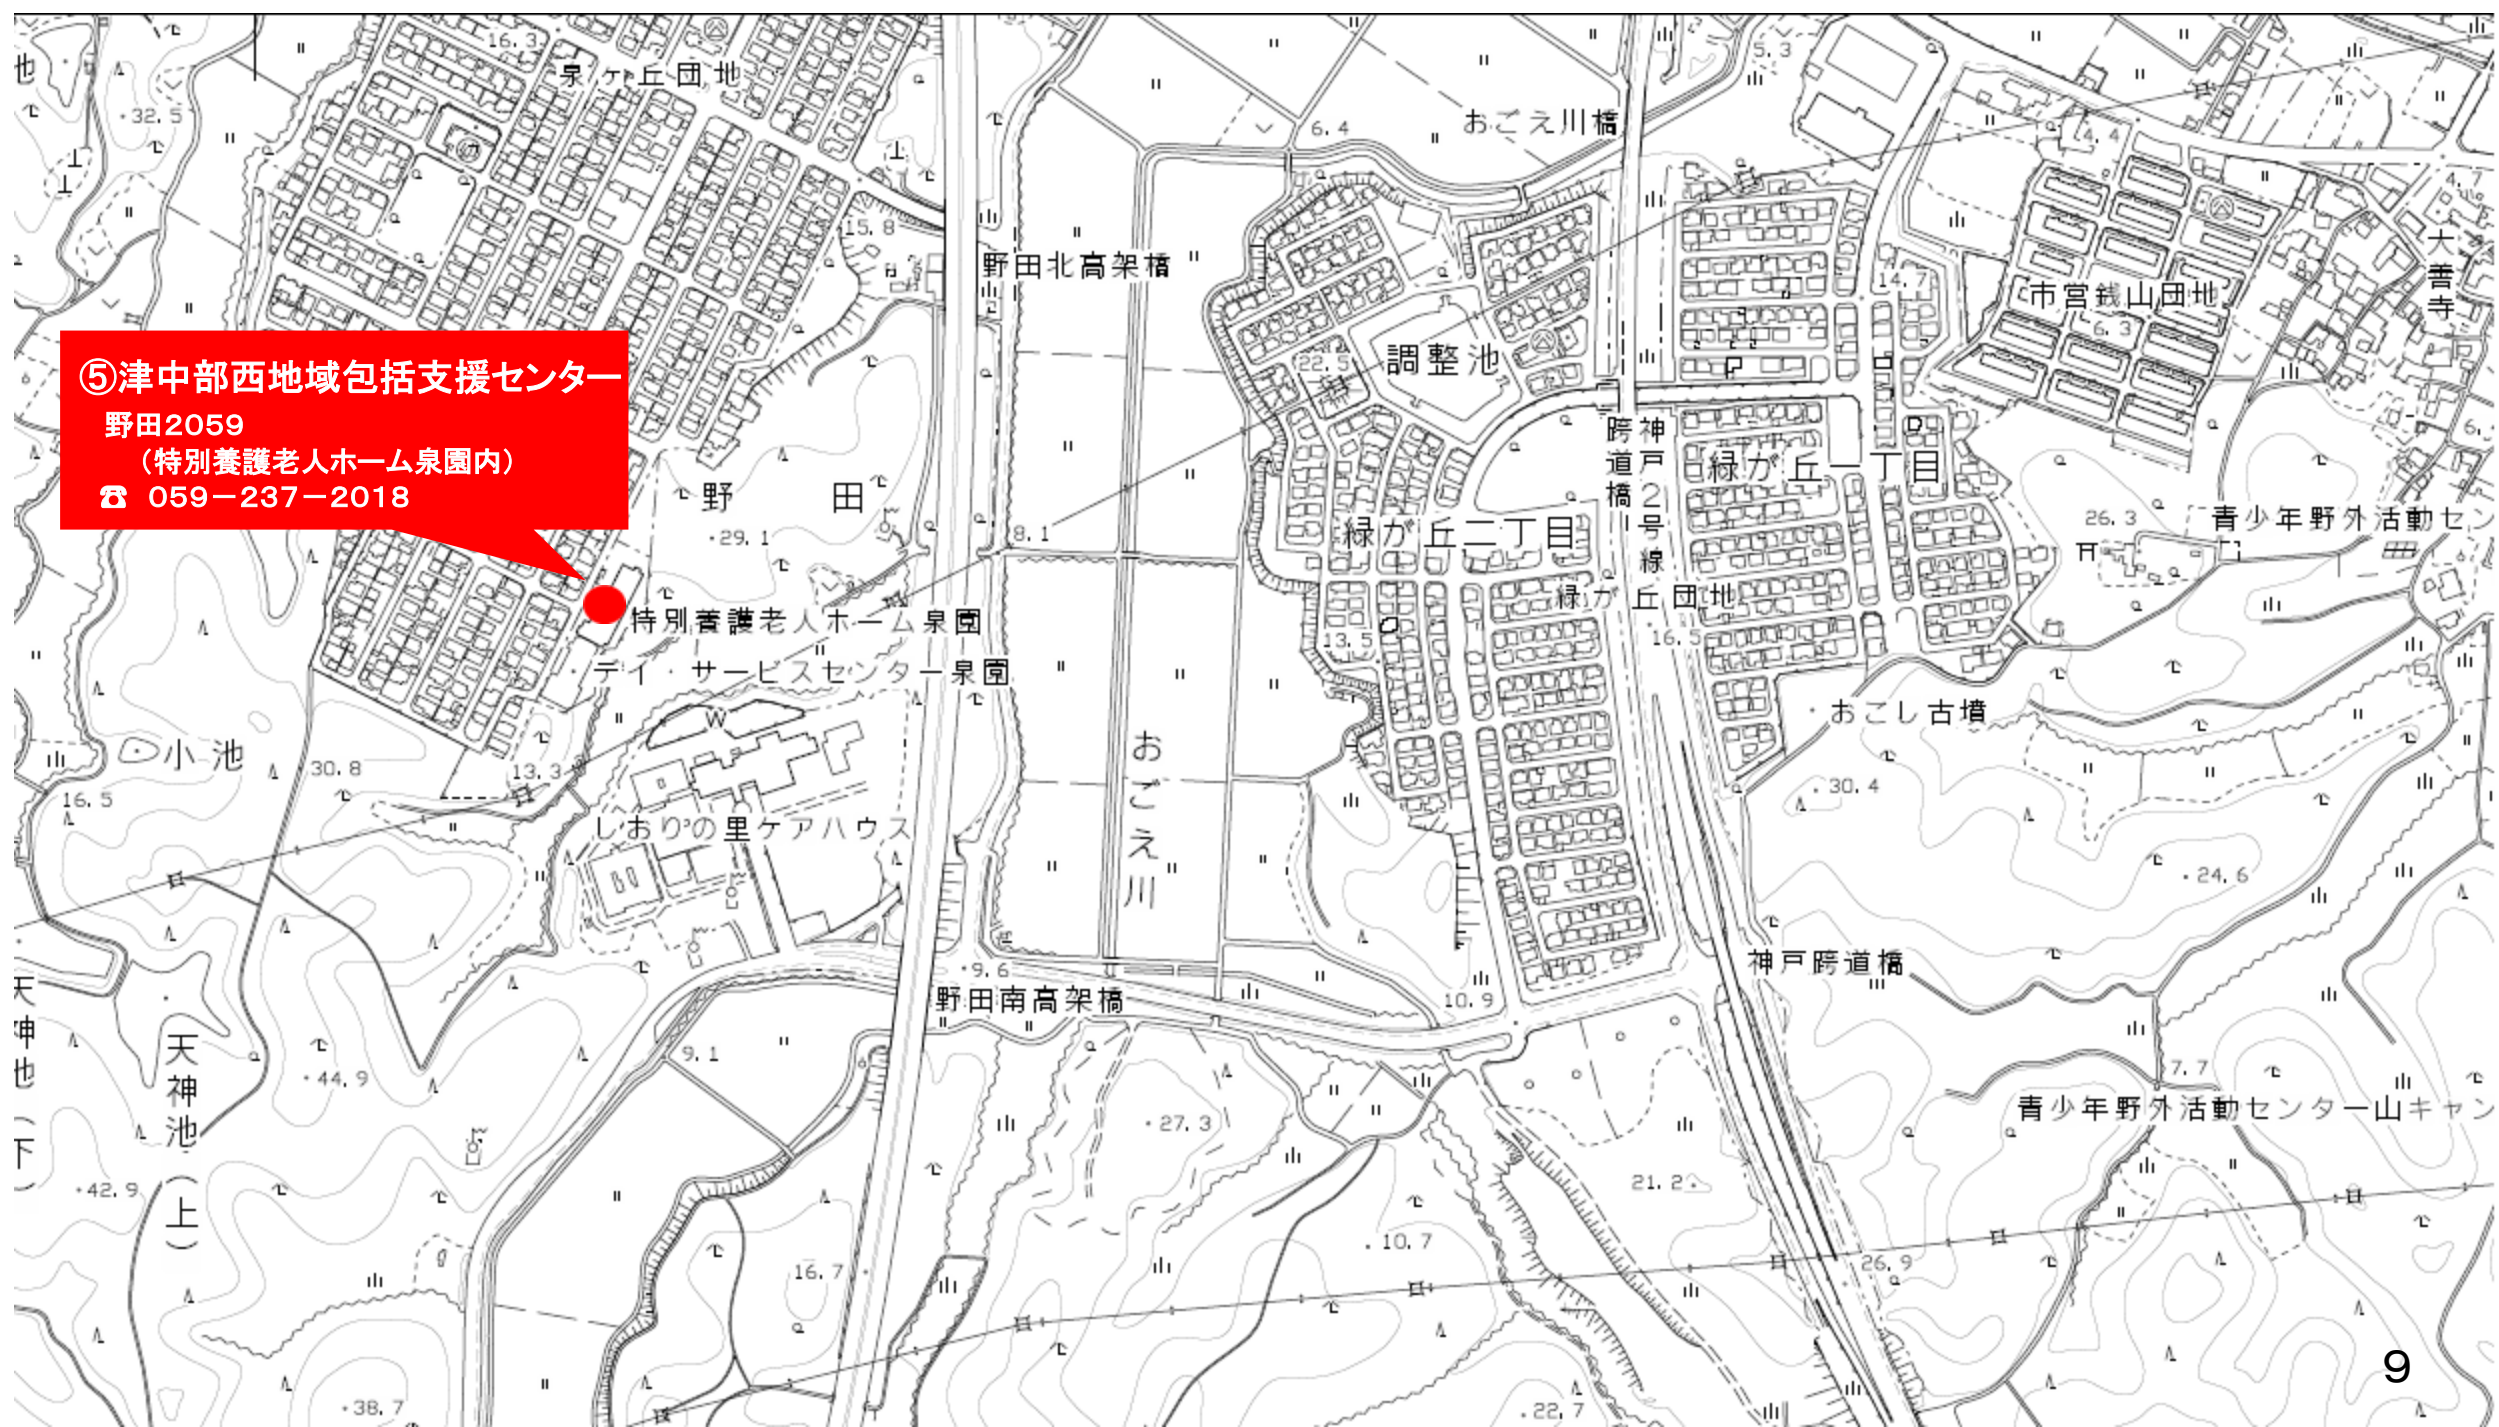 16.3
泉ヶ丘団地
池
32.5
5.3
おごえ川橋
6.4
4.4
15.8
野田北高架橋
14.7
大善寺
市営銭山団地
6.3
⑤津中部西地域包括支援センター
野田2059
（特別養護老人ホーム泉園内）
☎ 059－237－2018
22.5
調整池
神戸2号線
跨道橋
緑が丘一丁目
野田
29.1
8.1
緑が丘二丁目
26.3
青少年野外活動セン
緑が丘団地
特別養護老人ホーム泉園
13.5
16.5
デイ・サービスセンター泉園
W
おごし古墳
小池
30.8
13.3
16.5
おごえ川
30.4
しおりの里ケアハウス
24.6
神戸跨道橋
9.6
野田南高架橋
10.9
天神池（下）
天神池（上）
9.1
44.9
7.7
青少年野外活動センター山キャン
27.3
42.9
21.2
10.7
16.7
26.9
38.7
22.7
9